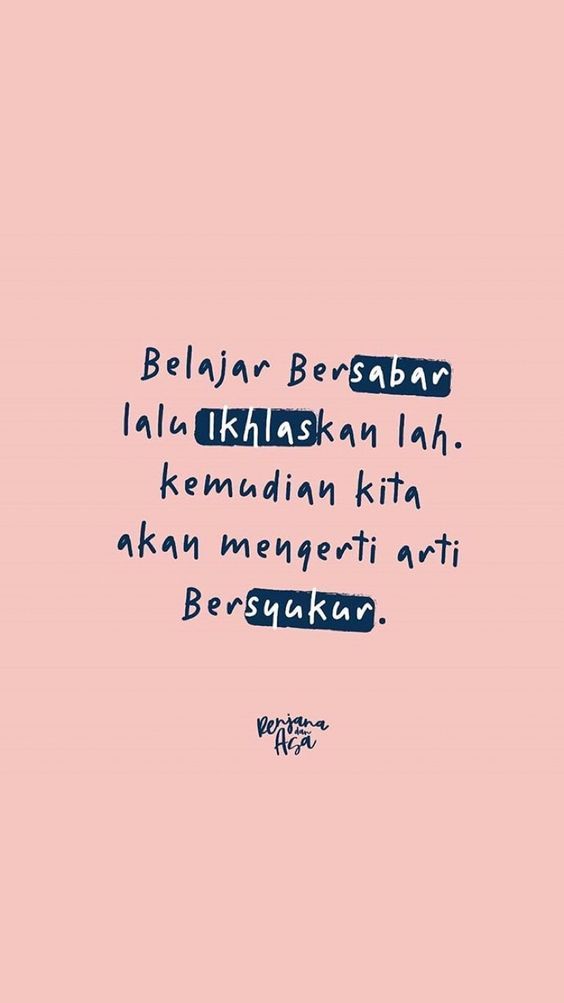 Belajar Bersabar
lalu Ikhlaskan lah.
kemudian kita
akan mengerti arti
Bersyukur.
Renjana
dan
Asa